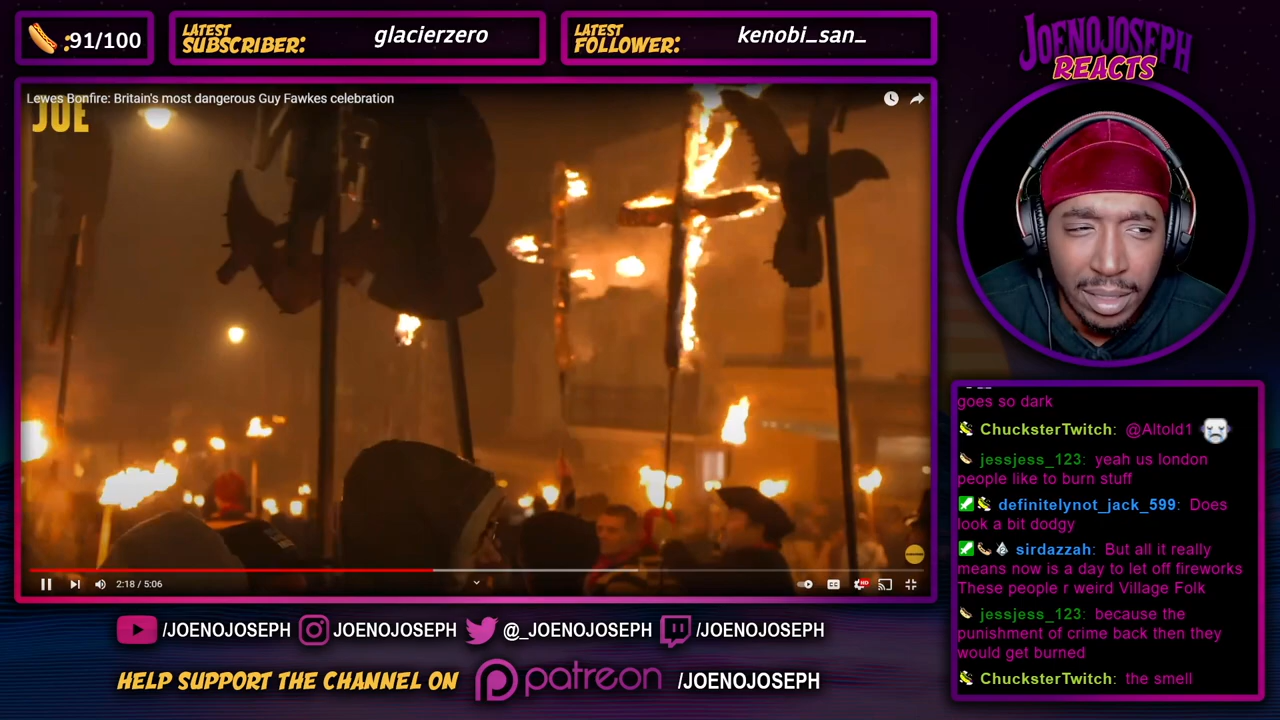 :91/100
LATEST SUBSCRIBER:
glacierzero
LATEST FOLLOWER:
kenobi_san_
JOENOJOSEPH
REACTS
Lewes Bonfire: Britain's most dangerous Guy Fawkes celebration
JOE
2:18 / 5:06
CC
HD
goes so dark
ChucksterTwitch: @Altold1
jessjess_123: yeah us london
people like to burn stuff
definitelynot_jack_599: Does
look a bit dodgy
sirdazzah: But all it really
means now is a day to let off fireworks
These people r weird Village Folk
jessjess_123: because the
punishment of crime back then they
would get burned
ChucksterTwitch: the smell
/JOENOJOSEPH
JOENOJOSEPH
@_JOENOJOSEPH
/JOENOJOSEPH
HELP SUPPORT THE CHANNEL ON
patreon
/JOENOJOSEPH